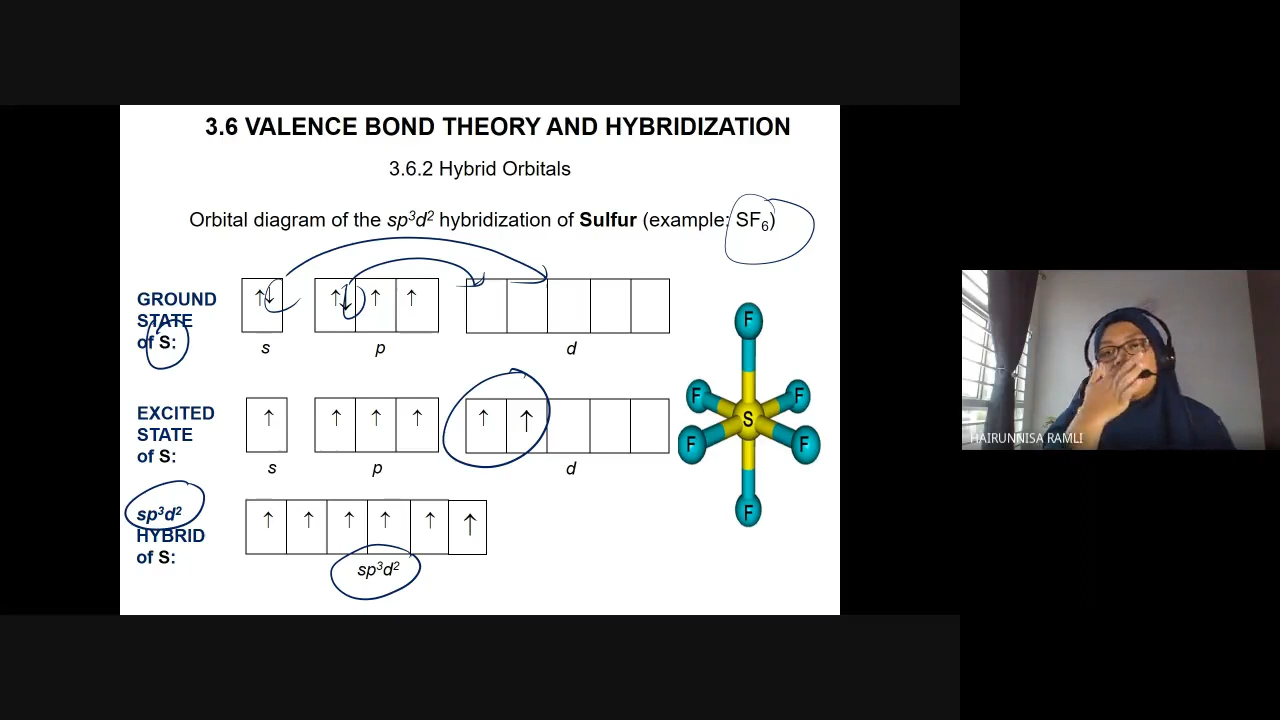 3.6 VALENCE BOND THEORY AND HYBRIDIZATION
3.6.2 Hybrid Orbitals
Orbital diagram of the sp³d² hybridization of Sulfur (example: SF₆)
GROUND
STATE
of S:
s p d
EXCITED
STATE
of S:
s p d
sp³d²
HYBRID
of S:
sp³d²
F
F F
S
F F
F
HAIRUNNISA RAMLI